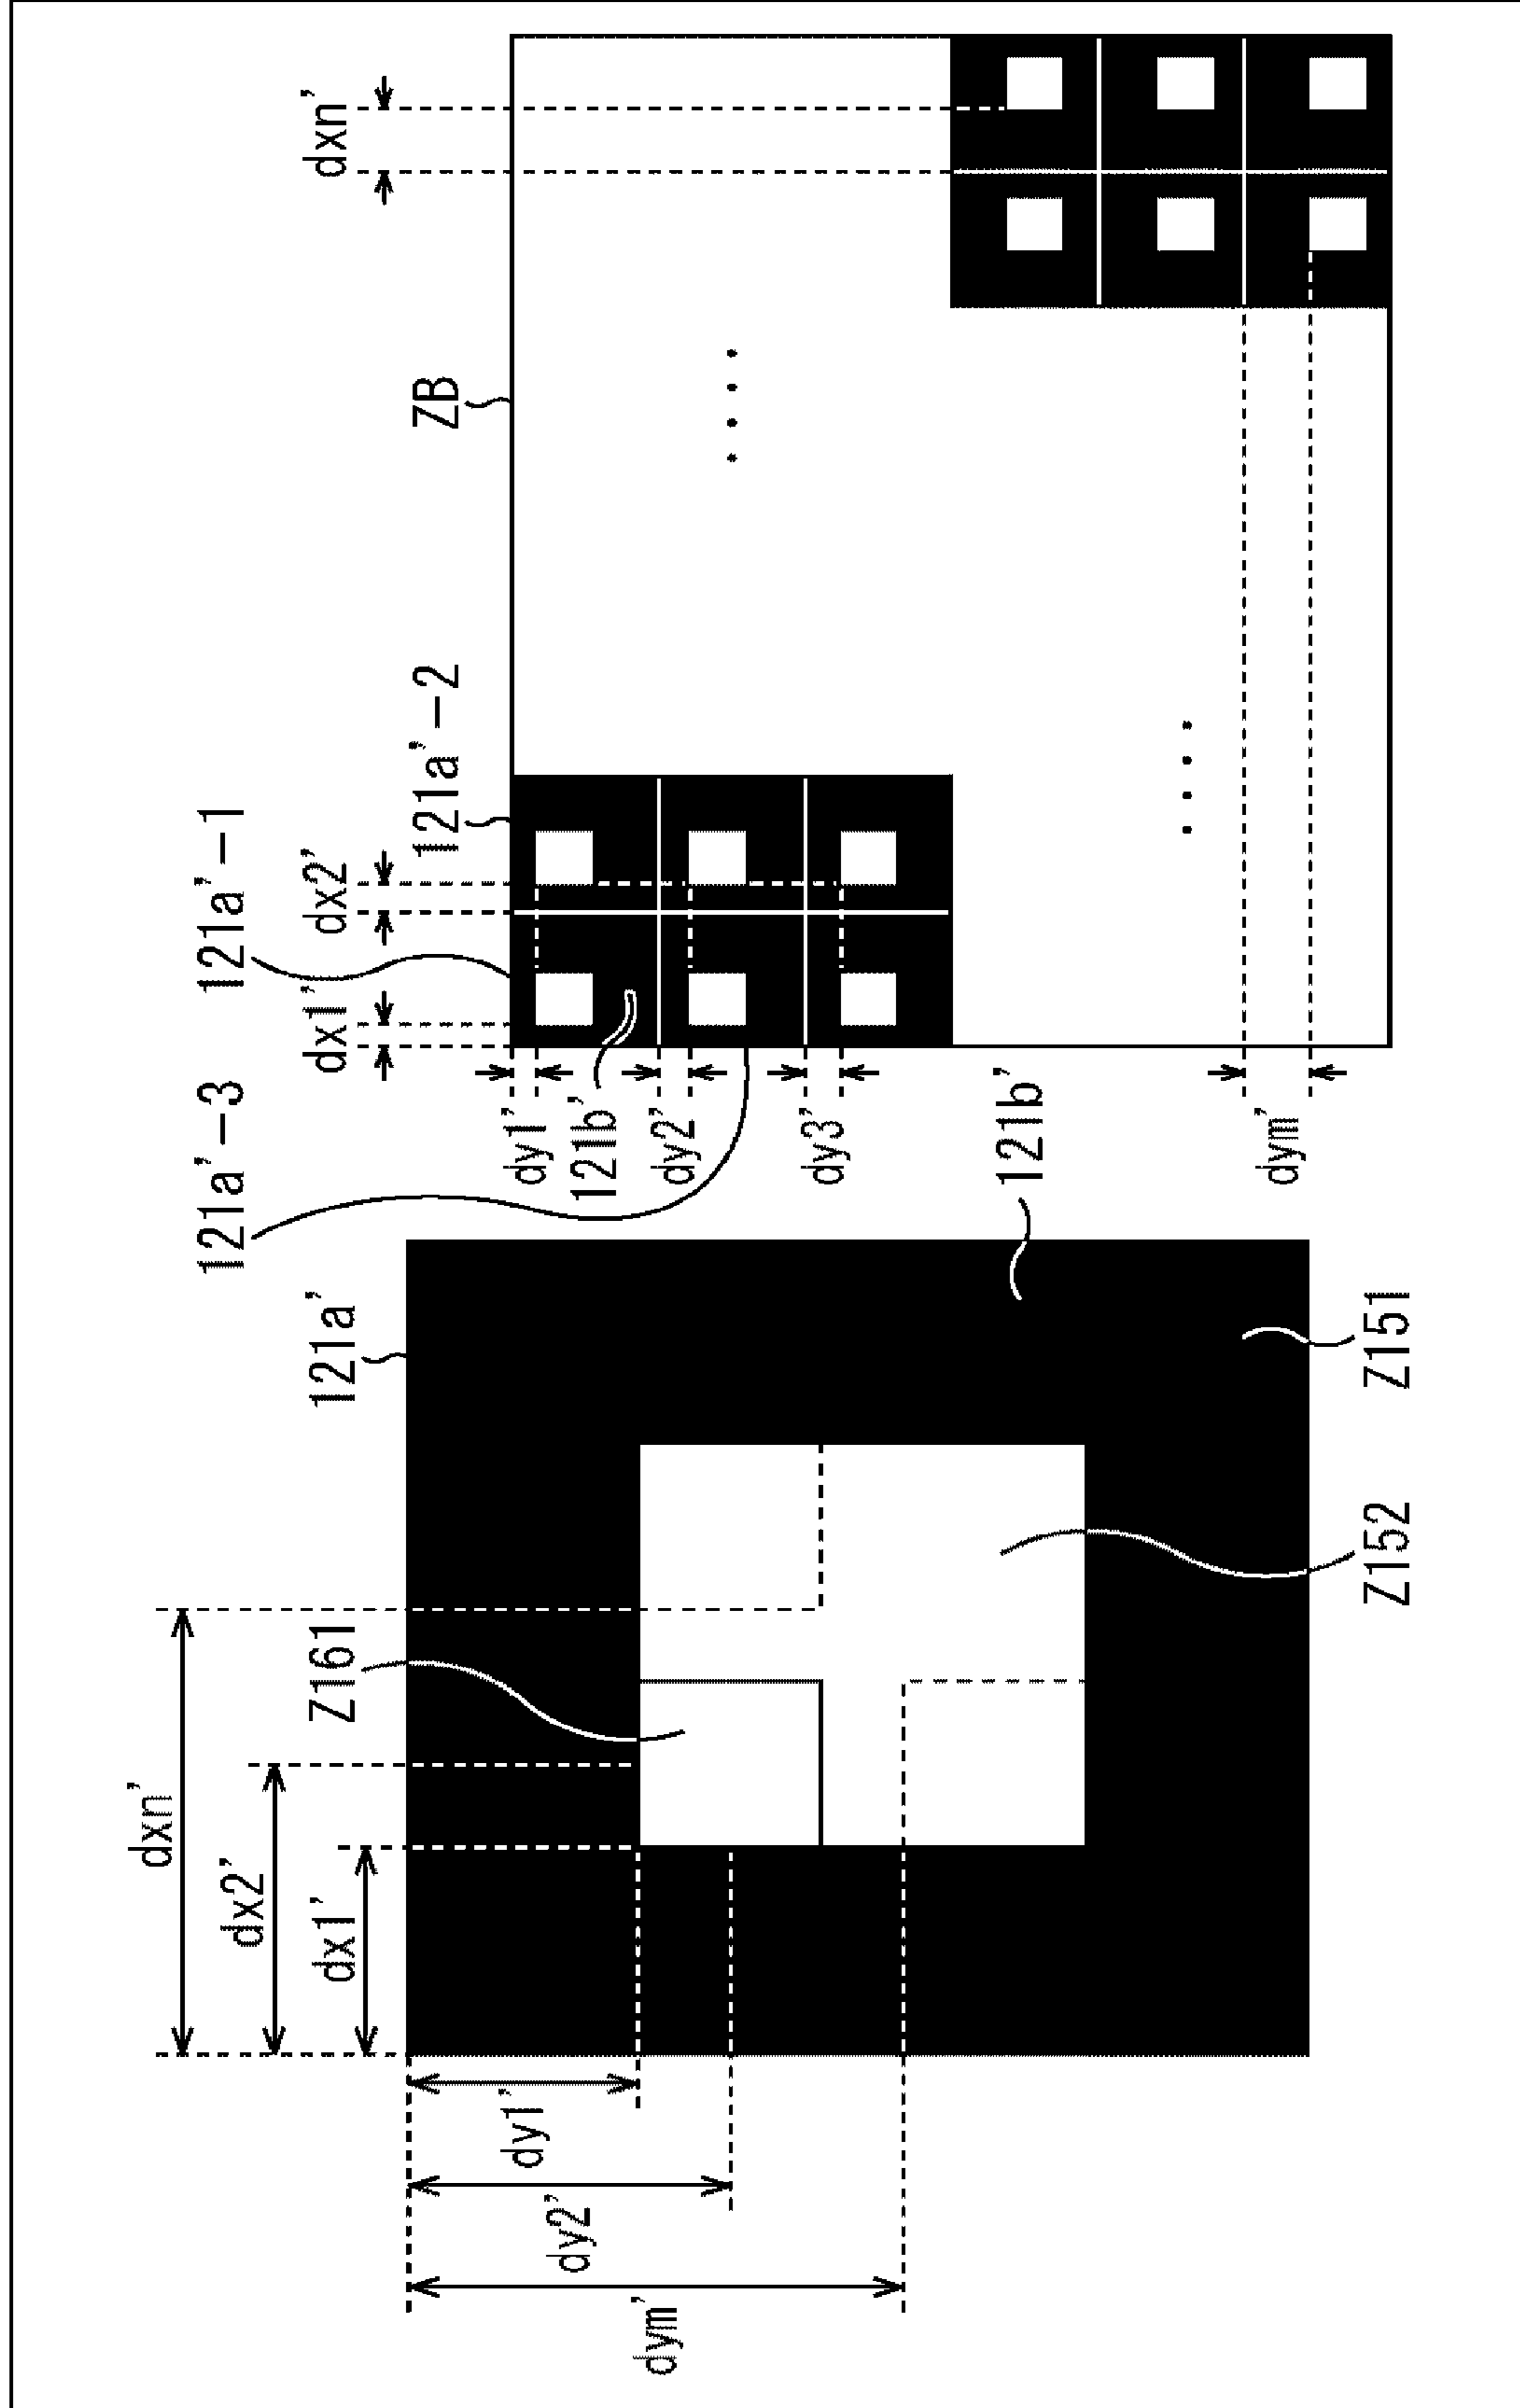 dxn'
dx2'
dx1'
Z161
121a'
dy1'
dy2'
dym'
121b'
Z152
Z151
121a'-3
121a'-1
dx1'
dx2'
121a'-2
ZB
dxn'
dy1'
121b'
dy2'
dy3'
dym'